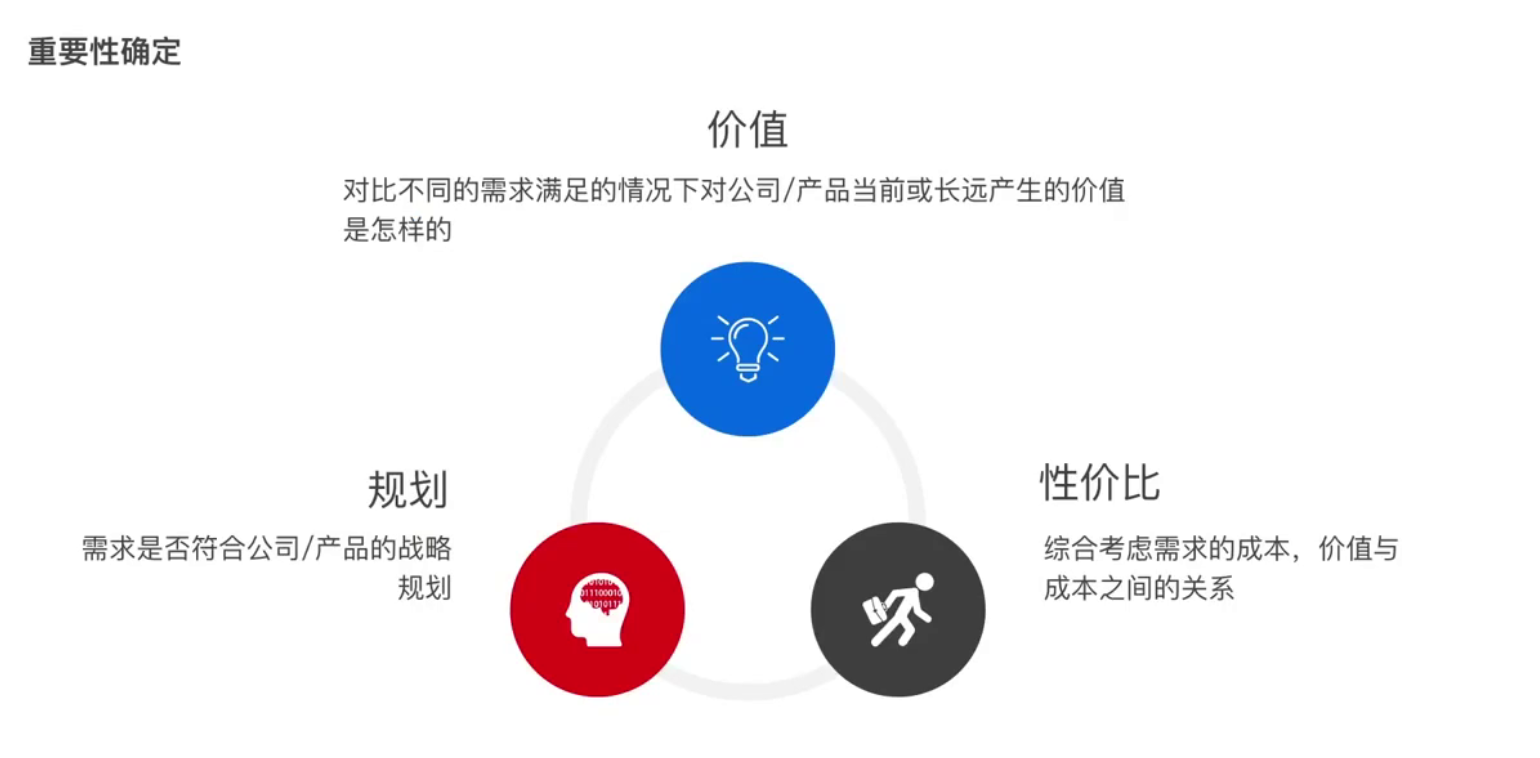 重要性确定
价值
对比不同的需求满足的情况下对公司/产品当前或长远产生的价值
是怎样的
规划
需求是否符合公司/产品的战略
规划
性价比
综合考虑需求的成本，价值与
成本之间的关系